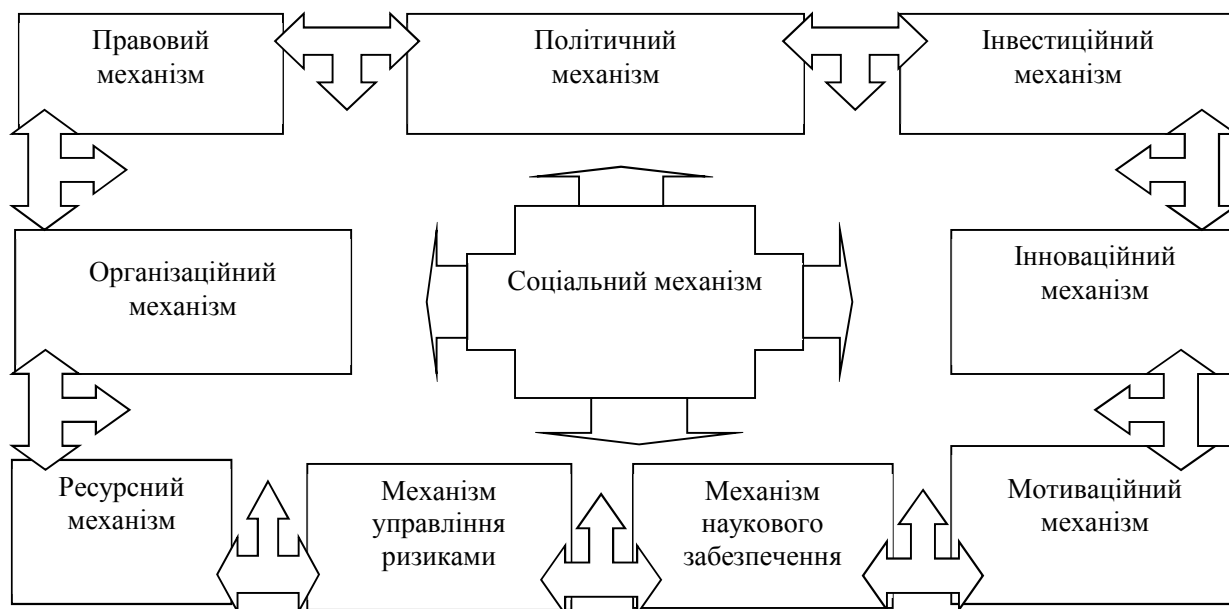 Правовий
механізм
Політичний
механізм
Інвестиційний
механізм
Організаційний
механізм
Соціальний механізм
Інноваційний
механізм
Ресурсний
механізм
Механізм
управління
ризиками
Механізм
наукового
забезпечення
Мотиваційний
механізм